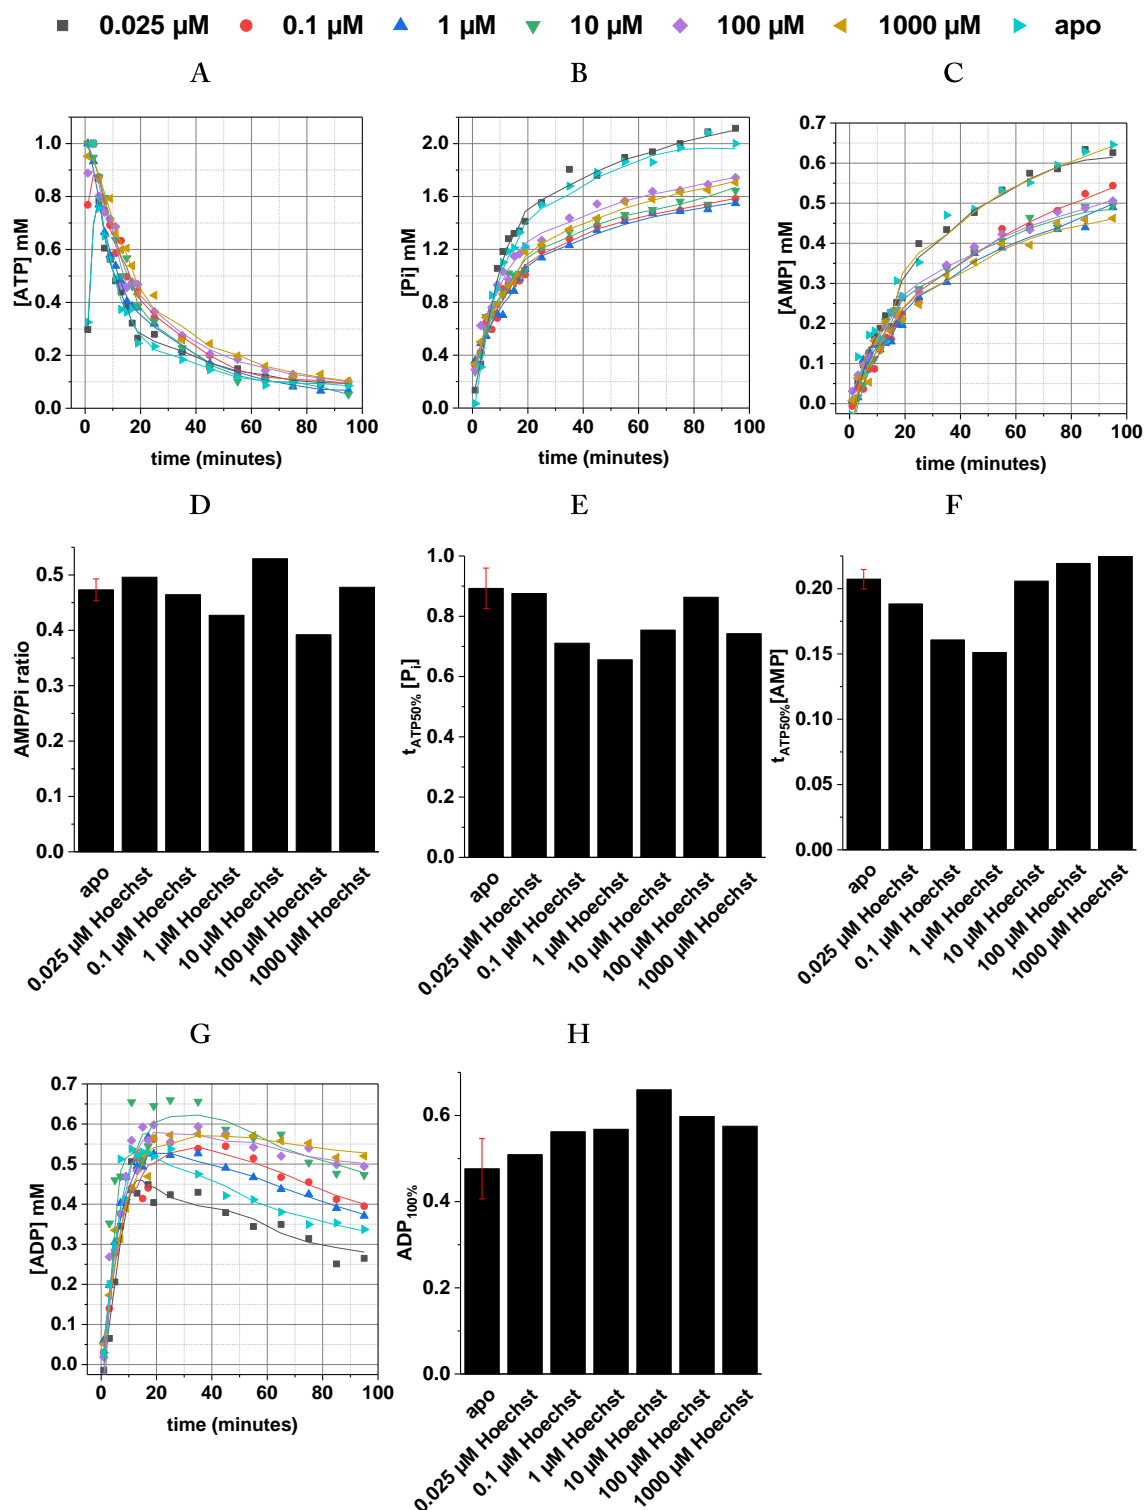 0.025 µM 0.1 µM 1 µM 10 µM 100 µM 1000 µM apo
A B C
[ATP] mM
1.0
0.8
0.6
0.4
0.2
0.0
0 20 40 60 80 100
time (minutes)
[Pi] mM
2.0
1.6
1.2
0.8
0.4
0.0
0 20 40 60 80 100
time (minutes)
[AMP] mM
0.7
0.6
0.5
0.4
0.3
0.2
0.1
0.0
0 20 40 60 80 100
time (minutes)
D E F
AMP/Pi ratio
0.5
0.4
0.3
0.2
0.1
0.0
apo
0.025 µM Hoechst
0.1 µM Hoechst
1 µM Hoechst
10 µM Hoechst
100 µM Hoechst
1000 µM Hoechst
tATP50% [Pi]
1.0
0.8
0.6
0.4
0.2
0.0
apo
0.025 µM Hoechst
0.1 µM Hoechst
1 µM Hoechst
10 µM Hoechst
100 µM Hoechst
1000 µM Hoechst
tATP50%[AMP]
0.20
0.15
0.10
0.05
0.00
apo
0.025 µM Hoechst
0.1 µM Hoechst
1 µM Hoechst
10 µM Hoechst
100 µM Hoechst
1000 µM Hoechst
G H
[ADP] mM
0.7
0.6
0.5
0.4
0.3
0.2
0.1
0.0
0 20 40 60 80 100
time (minutes)
ADP100%
0.6
0.4
0.2
0.0
apo
0.025 µM Hoechst
0.1 µM Hoechst
1 µM Hoechst
10 µM Hoechst
100 µM Hoechst
1000 µM Hoechst